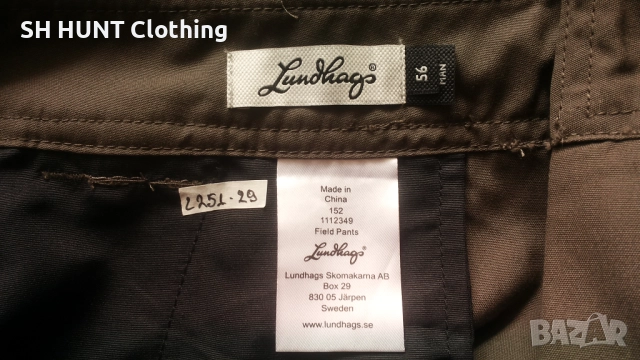 SH HUNT Clothing
Lundhags®
56
MAN
2251-29
Made in
China
152
1112349
Field Pants
Lundhags®
Lundhags Skomakarna AB
Box 29
830 05 Järpen
Sweden
www.lundhags.se
BAZAR